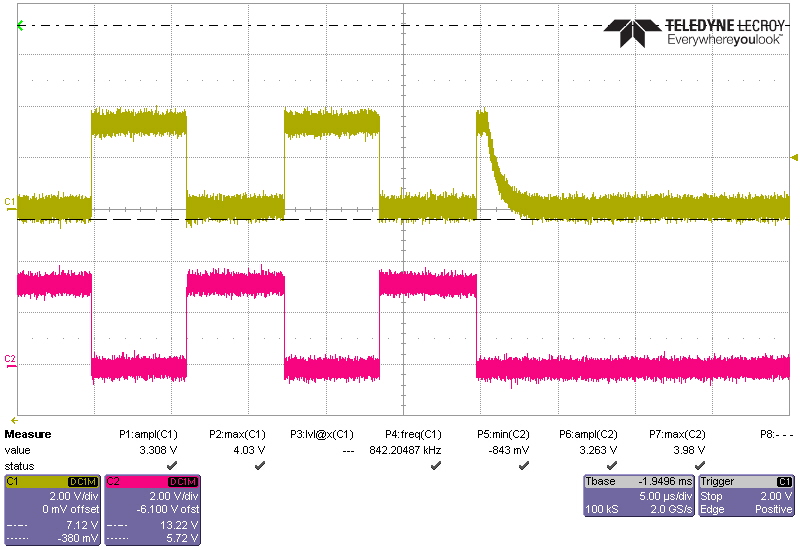 TELEDYNE LECROY
Everywhereyoulook™
C1
C2
Measure P1:ampl(C1) P2:max(C1) P3:lvl@x(C1) P4:freq(C1) P5:min(C2) P6:ampl(C2) P7:max(C2) P8:- - -
value 3.308 V 4.03 V --- 842.20487 kHz -843 mV 3.263 V 3.98 V
status
C1 DC1M
2.00 V/div
0 mV offset
7.12 V
-380 mV
C2 DC1M
2.00 V/div
-6.100 V ofst
13.22 V
5.72 V
Tbase -1.9496 ms
5.00 µs/div
100 kS 2.0 GS/s
Trigger C1
Stop 2.00 V
Edge Positive